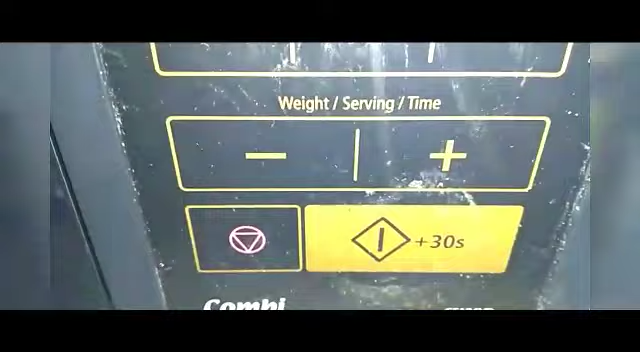 Weight / Serving / Time
− +
+30s
Combi